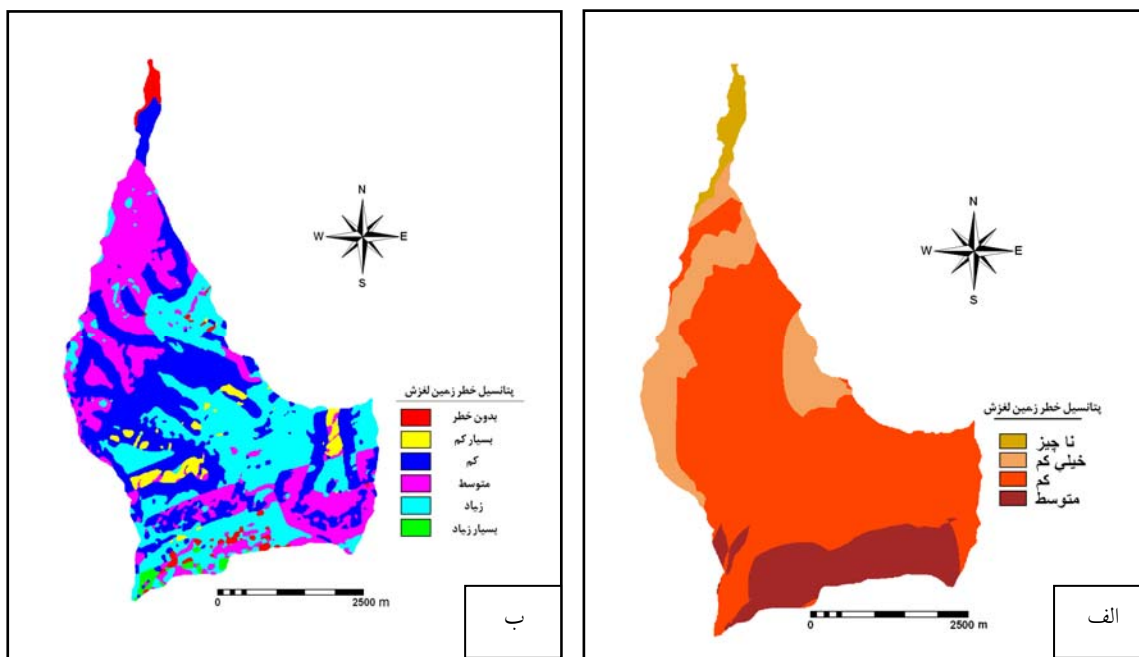 N
W
E
S
پتانسیل خطر زمین لغزش
نا چیز
خیلي کم
کم
متوسط
0
2500 m
الف
N
W
E
S
پتانسیل خطر زمین لغزش
بدون خطر
بسیار کم
کم
متوسط
زیاد
بسیار زیاد
0
2500 m
ب